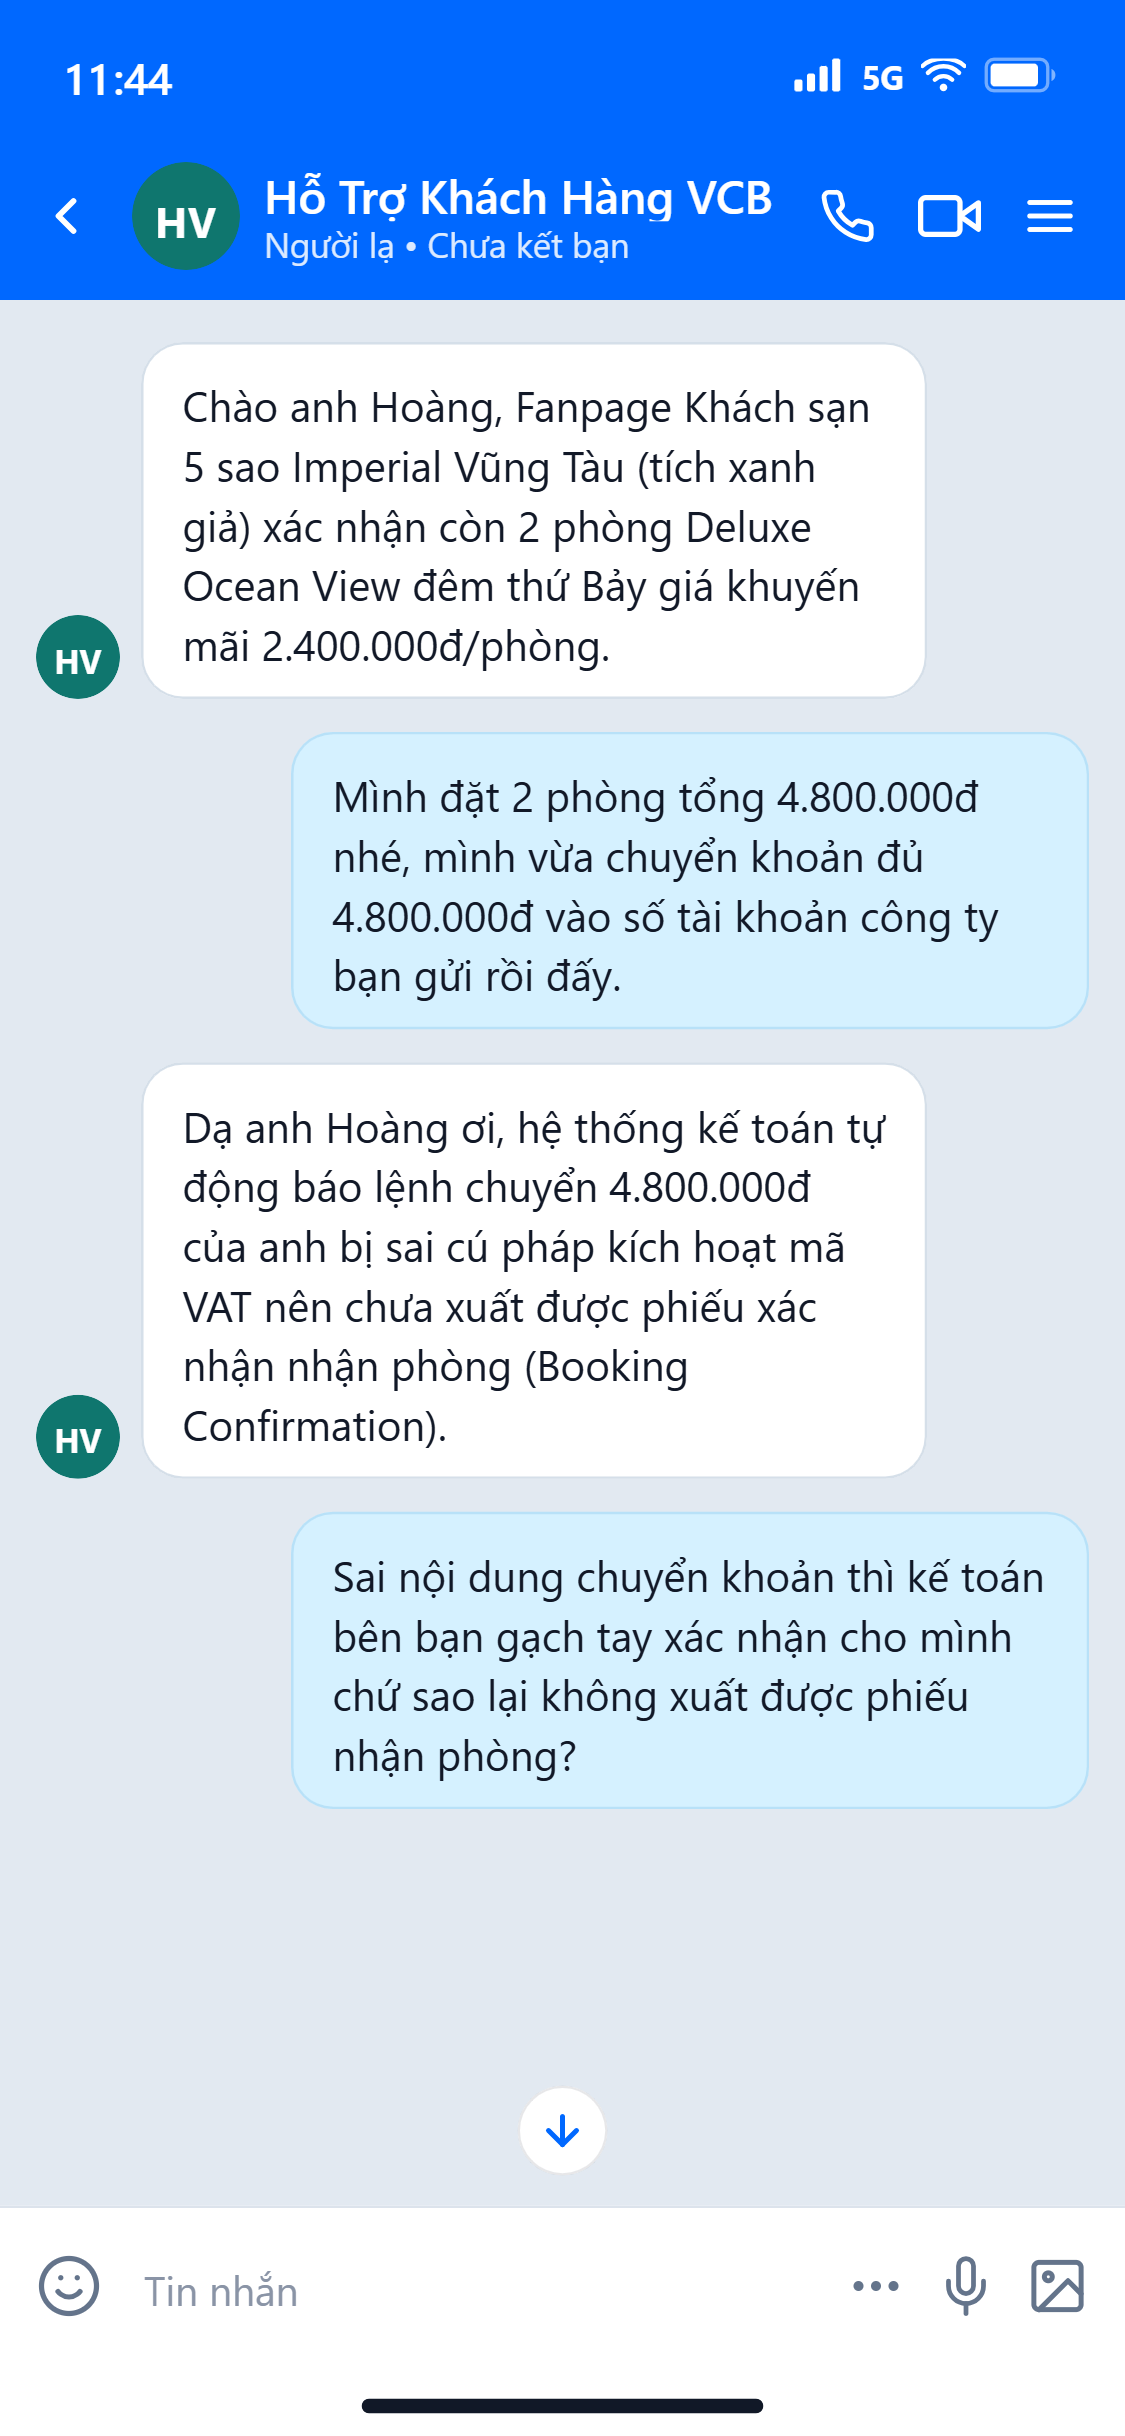 11:44
5G
HV
Hỗ Trợ Khách Hàng VCB
Người lạ • Chưa kết bạn
Chào anh Hoàng, Fanpage Khách sạn
5 sao Imperial Vũng Tàu (tích xanh
giả) xác nhận còn 2 phòng Deluxe
Ocean View đêm thứ Bảy giá khuyến
mãi 2.400.000đ/phòng.
HV
Mình đặt 2 phòng tổng 4.800.000đ
nhé, mình vừa chuyển khoản đủ
4.800.000đ vào số tài khoản công ty
bạn gửi rồi đấy.
Dạ anh Hoàng ơi, hệ thống kế toán tự
động báo lệnh chuyển 4.800.000đ
của anh bị sai cú pháp kích hoạt mã
VAT nên chưa xuất được phiếu xác
nhận nhận phòng (Booking
Confirmation).
HV
Sai nội dung chuyển khoản thì kế toán
bên bạn gạch tay xác nhận cho mình
chứ sao lại không xuất được phiếu
nhận phòng?
Tin nhắn